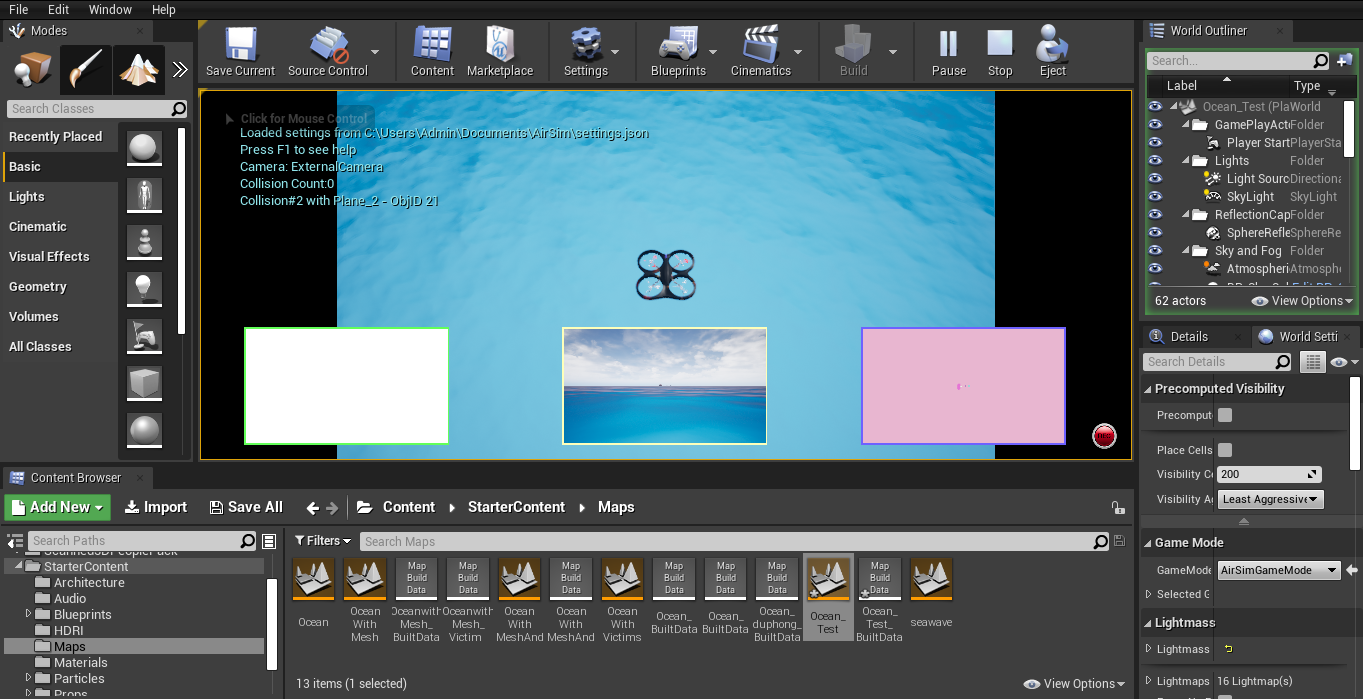 File Edit Window Help
Modes
Search Classes
Recently Placed
Basic
Lights
Cinematic
Visual Effects
Geometry
Volumes
All Classes
Save Current Source Control Content Marketplace Settings Blueprints Cinematics Build Pause Stop Eject
Click for Mouse Control
Loaded settings from C:\Users\Admin\Documents\AirSim\settings.json
Press F1 to see help
Camera: ExternalCamera
Collision Count:0
Collision#2 with Plane_2 - ObjID 21
World Outliner
Search...
Label Type
Ocean_Test (Pla World
GamePlayAct Folder
Player Start PlayerSta
Lights Folder
Light Sourc Directiona
SkyLight SkyLight
ReflectionCap Folder
SphereRefle SphereRe
Sky and Fog Folder
Atmospheri Atmosphe
62 actors View Options
Details World Setti
Search Details
Precomputed Visibility
Precomput
Place Cells
Visibility C 200
Visibility A Least Aggressive
Game Mode
GameMode AirSimGameMode
Selected G
Lightmass
Lightmass
Lightmaps 16 Lightmap(s)
Content Browser
Add New Import Save All Content StarterContent Maps
Search Paths
StarterContent
Architecture
Audio
Blueprints
HDRI
Maps
Materials
Particles
Props
Filters Search Maps
Map Build Data
Map Build Data
Map Build Data
Map Build Data
Map Build Data
Map Build Data
Map Build Data
Ocean
Ocean With Mesh
Oceanwith Mesh_ BuiltData
Oceanwith Mesh_ Victim
Ocean With MeshAnd
Ocean With MeshAnd
Ocean With Victims
Ocean_ BuiltData
Ocean_ BuiltData
Ocean_ duphong_ BuiltData
Ocean_ Test
Ocean_ Test_ BuiltData
seawave
13 items (1 selected) View Options